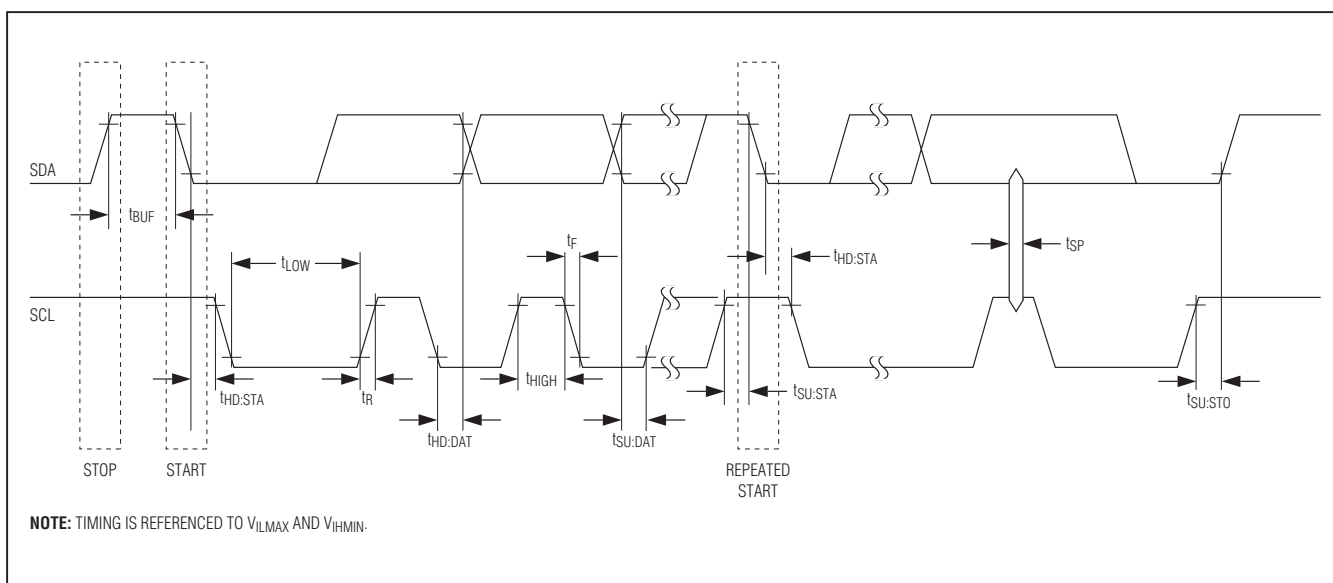 SDA
tBUF
tLOW
tF
tHD:STA
tSP
SCL
tHD:STA
tR
tHD:DAT
tHIGH
tSU:DAT
tSU:STA
tSU:STO
STOP
START
REPEATED
START
NOTE: TIMING IS REFERENCED TO VILMAX AND VIHMIN.